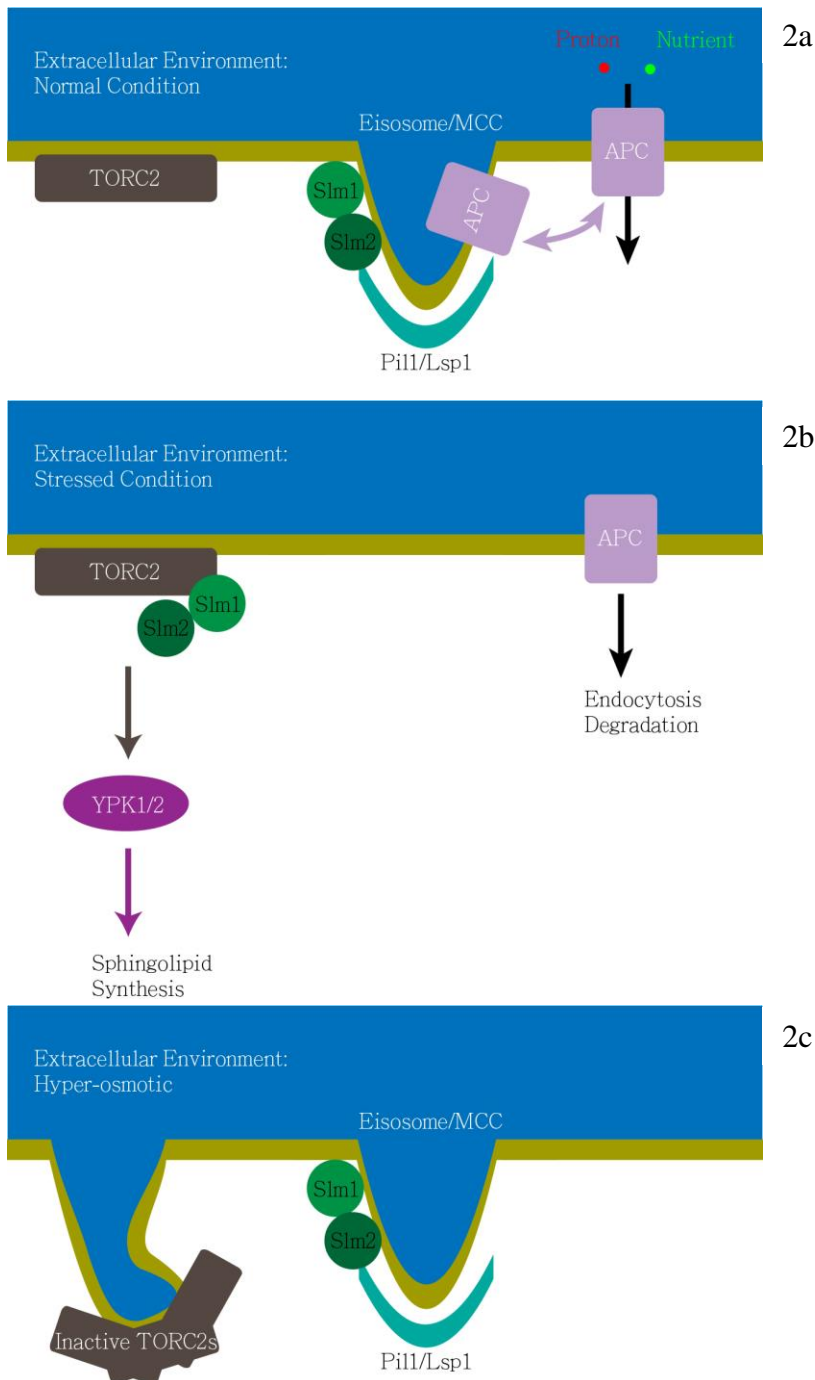 2a
Proton
Nutrient
Extracellular Environment:
Normal Condition
Eisosome/MCC
APC
TORC2
Slm1
APC
Slm2
Pil1/Lsp1
2b
Extracellular Environment:
Stressed Condition
APC
TORC2
Slm1
Slm2
Endocytosis
Degradation
YPK1/2
Sphingolipid
Synthesis
2c
Extracellular Environment:
Hyper-osmotic
Eisosome/MCC
Slm1
Slm2
Inactive TORC2s
Pil1/Lsp1